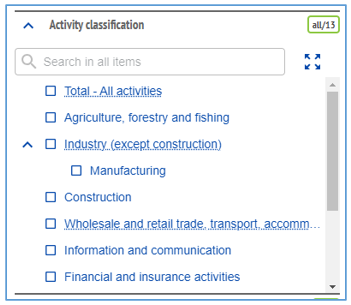 Activity classification
all/13
Search in all items
Total - All activities
Agriculture, forestry and fishing
Industry (except construction)
Manufacturing
Construction
Wholesale and retail trade, transport, accomm...
Information and communication
Financial and insurance activities